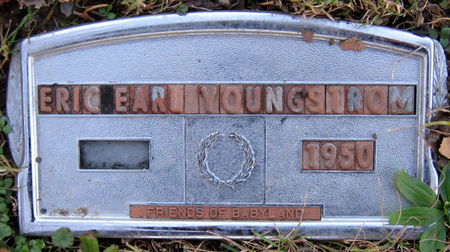 ERIC EARL YOUNGSTROM
1950
FRIENDS OF BABYLAND